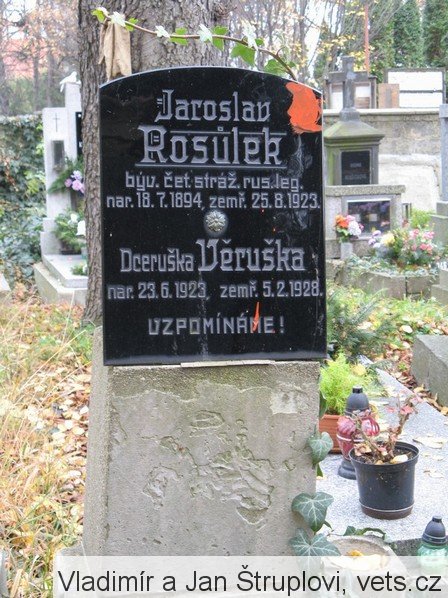 Jaroslav
Rosůlek
býv. čet. stráž. rus. leg.
nar. 18.7.1894, zemř. 25.8.1923.
Dceruška Věruška
nar. 23.6.1923, zemř. 5.2.1928.
VZPOMÍNÁME!
Vladimír a Jan Štruplovi, vets.cz